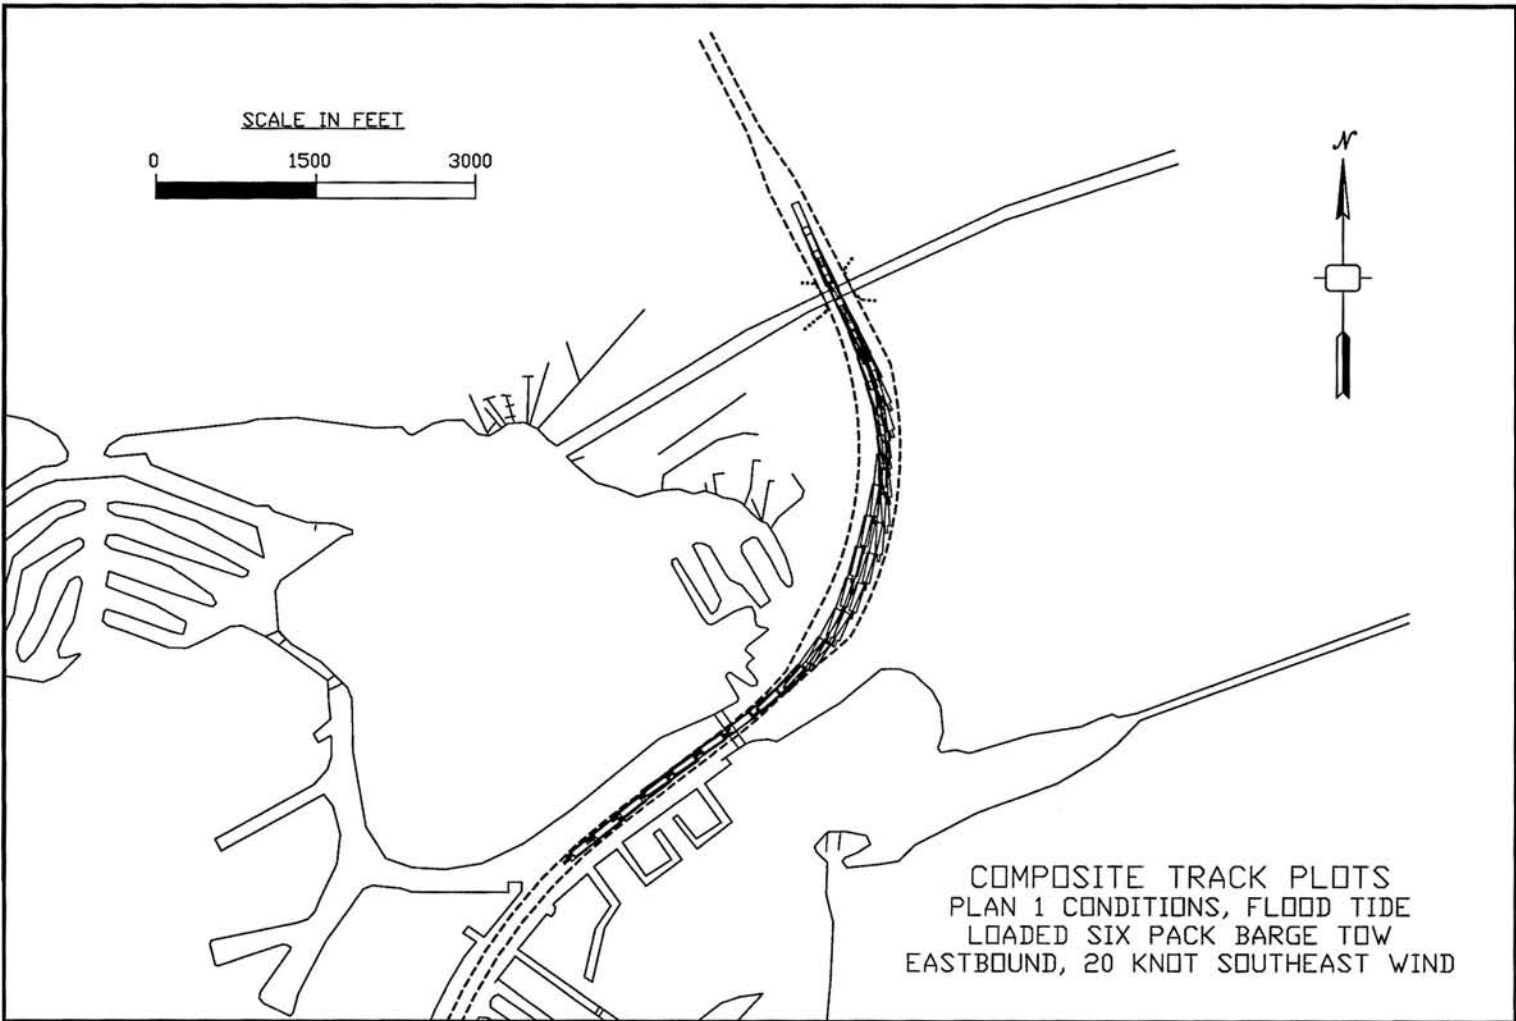 SCALE IN FEET
0 1500 3000
N
COMPOSITE TRACK PLOTS
PLAN 1 CONDITIONS, FLOOD TIDE
LOADED SIX PACK BARGE TOW
EASTBOUND, 20 KNOT SOUTHEAST WIND